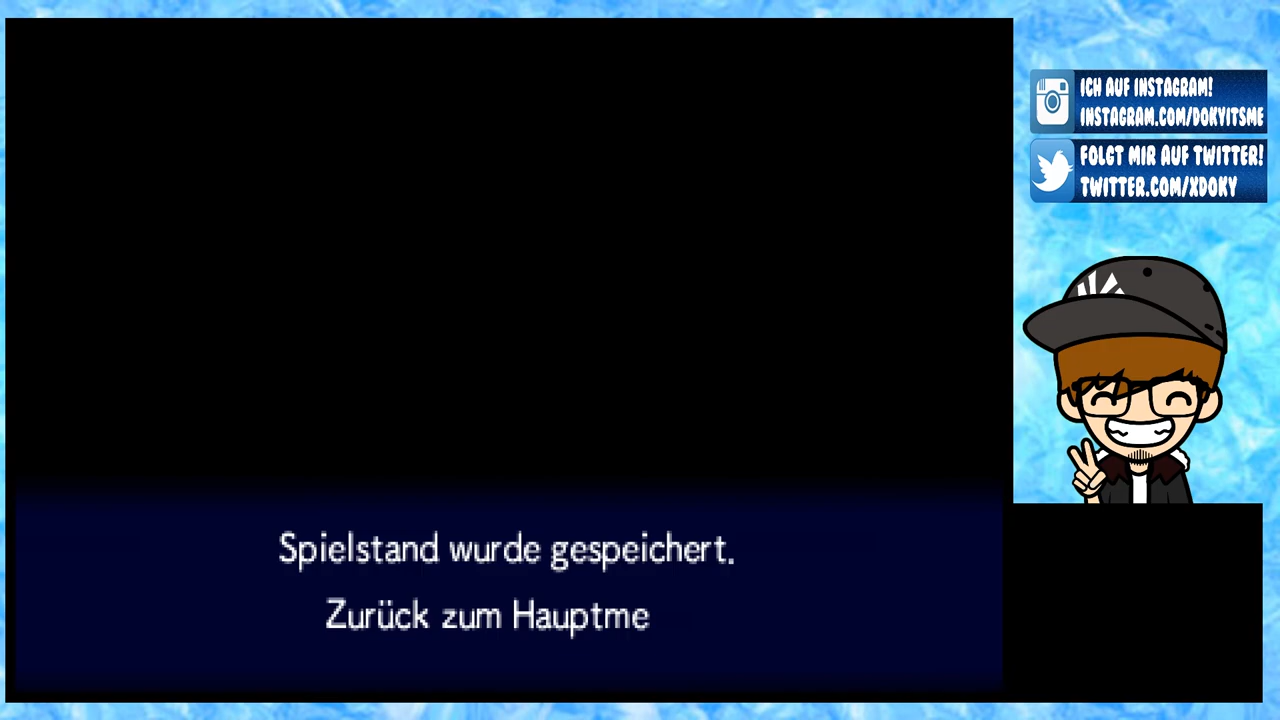 ICH AUF INSTAGRAM!
INSTAGRAM.COM/DOKYITSME
FOLGT MIR AUF TWITTER!
TWITTER.COM/XDOKY
Spielstand wurde gespeichert.
Zurück zum Hauptme